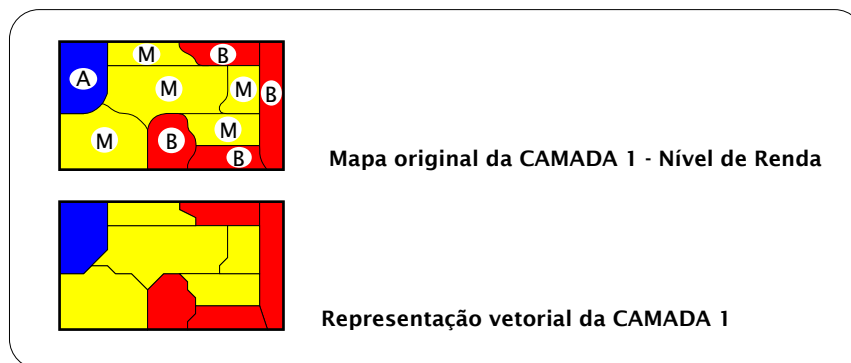 M
B
A
M
M
B
M
M
B
B
Mapa original da CAMADA 1 - Nível de Renda
Representação vetorial da CAMADA 1